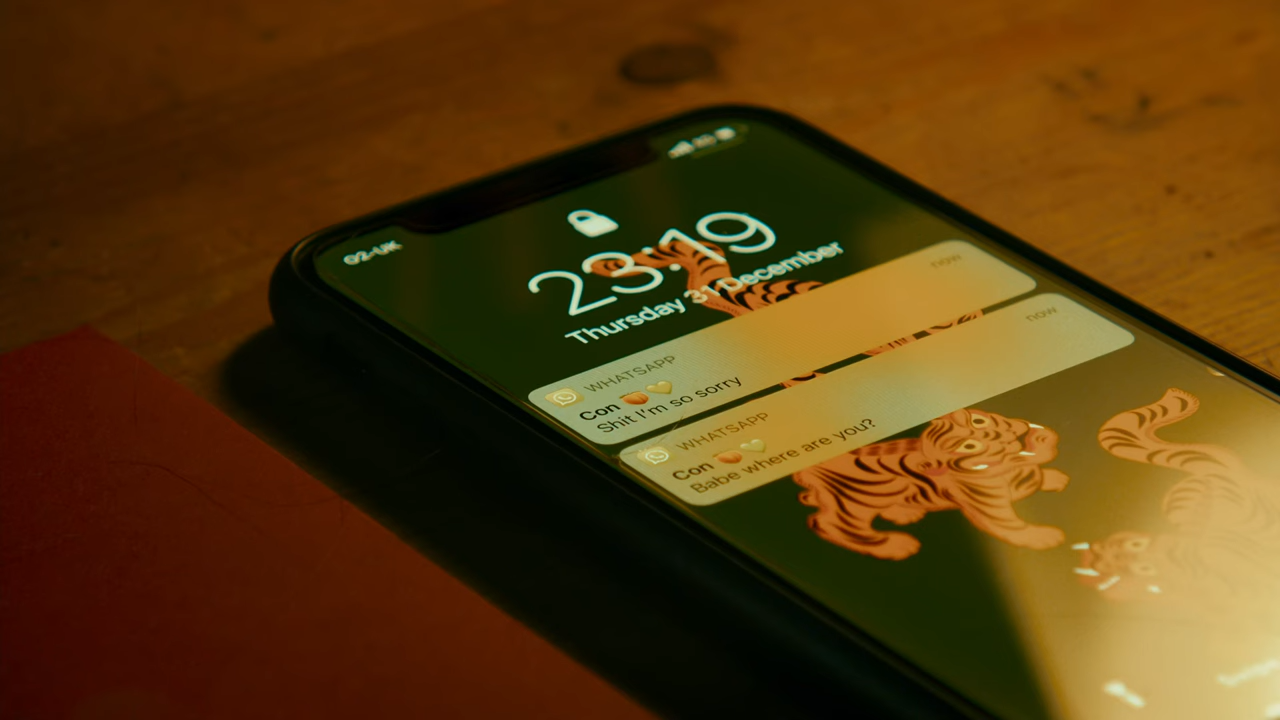 O2-UK
23:19
Thursday 31 December
WHATSAPP
now
Con 🍑💛
Shit I'm so sorry
WHATSAPP
now
Con 🍑💛
Babe where are you?